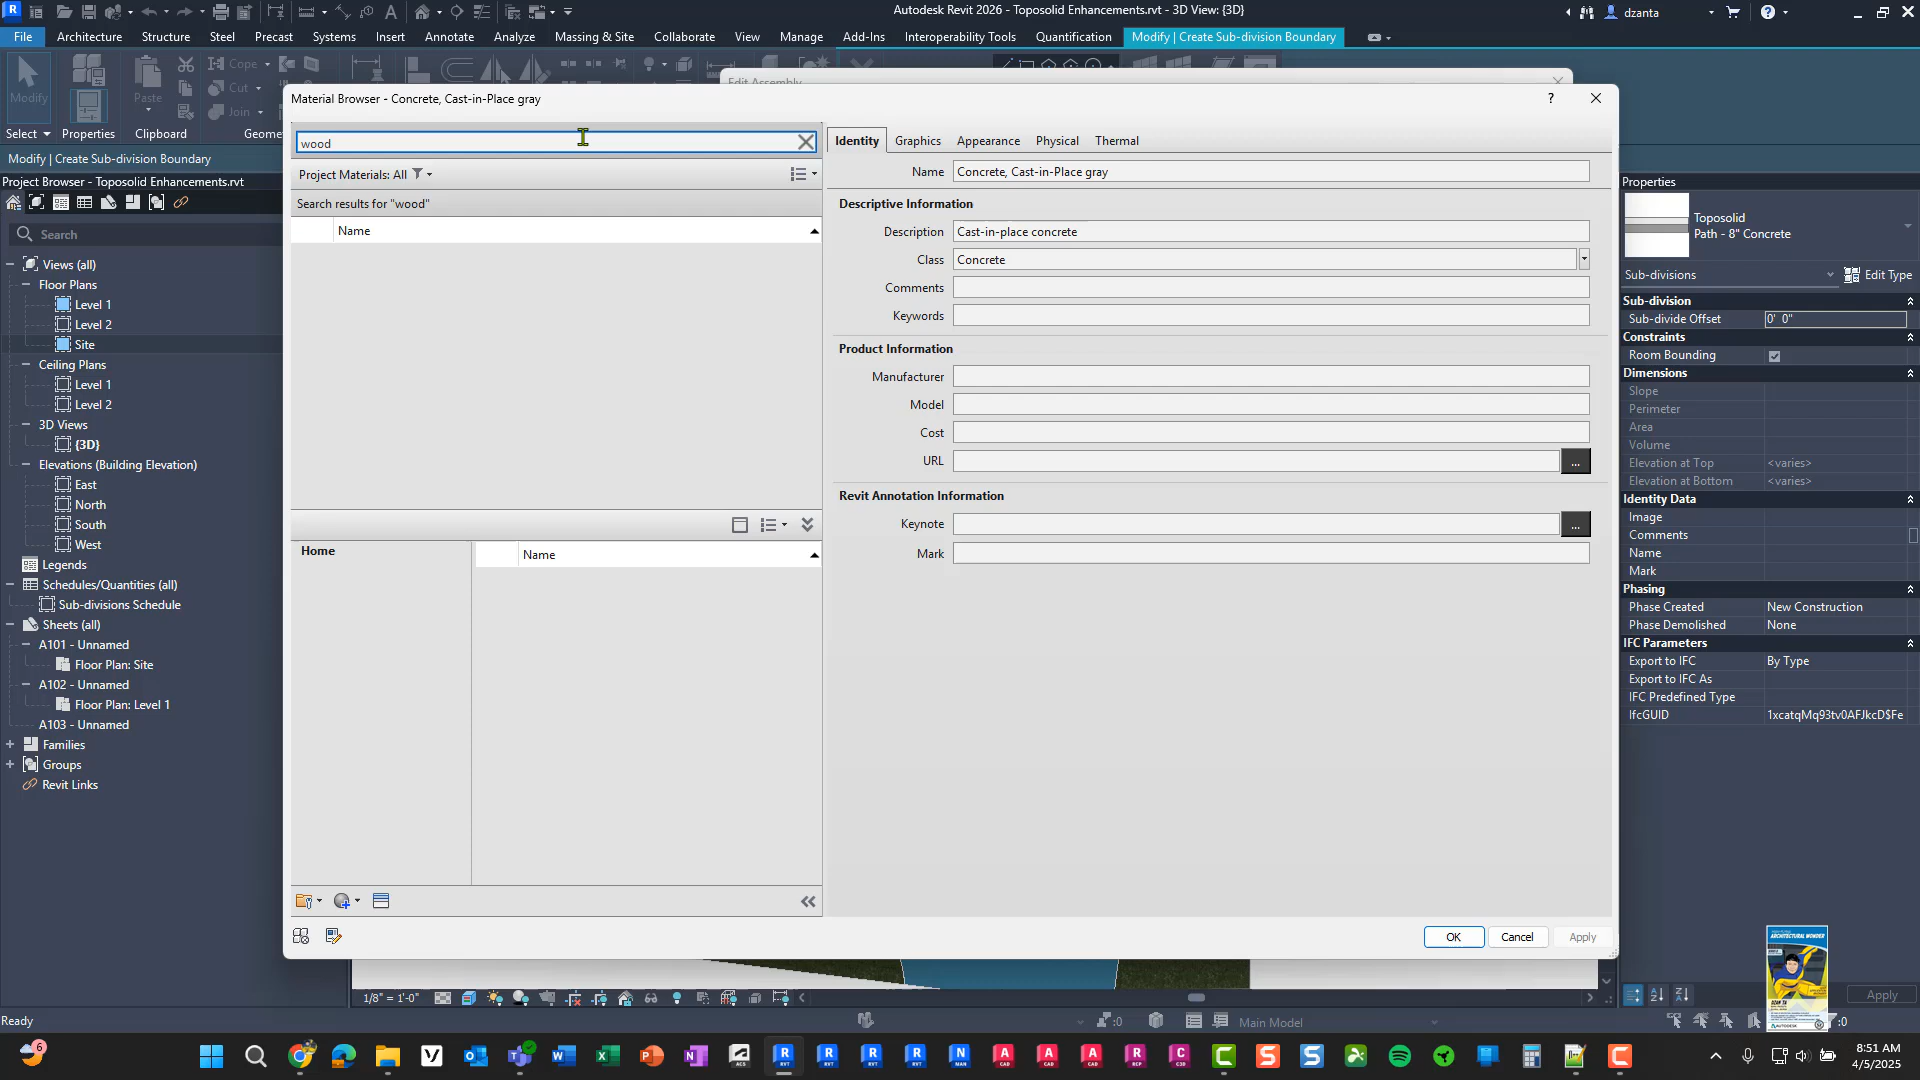 Autodesk Revit 2026 - Toposolid Enhancements.rvt - 3D View: {3D}
dzanta
File
Architecture
Structure
Steel
Precast
Systems
Insert
Annotate
Analyze
Massing & Site
Collaborate
View
Manage
Add-Ins
Interoperability Tools
Quantification
Modify | Create Sub-division Boundary
Modify
Paste
Cope
Cut
Join
Select
Properties
Clipboard
Geome
Edit Assembly
Modify | Create Sub-division Boundary
Project Browser - Toposolid Enhancements.rvt
Search
Views (all)
Floor Plans
Level 1
Level 2
Site
Ceiling Plans
Level 1
Level 2
3D Views
{3D}
Elevations (Building Elevation)
East
North
South
West
Legends
Schedules/Quantities (all)
Sub-divisions Schedule
Sheets (all)
A101 - Unnamed
Floor Plan: Site
A102 - Unnamed
Floor Plan: Level 1
A103 - Unnamed
Families
Groups
Revit Links
Material Browser - Concrete, Cast-in-Place gray
?
wood
Project Materials: All
Search results for "wood"
Name
Home
Name
Identity
Graphics
Appearance
Physical
Thermal
Name Concrete, Cast-in-Place gray
Descriptive Information
Description Cast-in-place concrete
Class Concrete
Comments
Keywords
Product Information
Manufacturer
Model
Cost
URL ...
Revit Annotation Information
Keynote ...
Mark
OK
Cancel
Apply
Properties
Toposolid
Path - 8" Concrete
Sub-divisions
Edit Type
Sub-division
Sub-divide Offset 0' 0"
Constraints
Room Bounding
Dimensions
Slope
Perimeter
Area
Volume
Elevation at Top <varies>
Elevation at Bottom <varies>
Identity Data
Image
Comments
Name
Mark
Phasing
Phase Created New Construction
Phase Demolished None
IFC Parameters
Export to IFC By Type
Export to IFC As
IFC Predefined Type
IfcGUID 1xcatqMq93tv0AFJkcD$Fe
ARCHITECTURAL WONDER
AUTODESK
Apply
1/8" = 1'-0"
Ready
:0
Main Model
:0
6
8:51 AM
4/5/2025